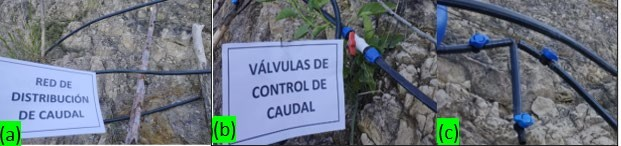 RED DE
DISTRIBUCIÓN
DE CAUDAL
(a)
VÁLVULAS DE
CONTROL DE
CAUDAL
(b)
(c)